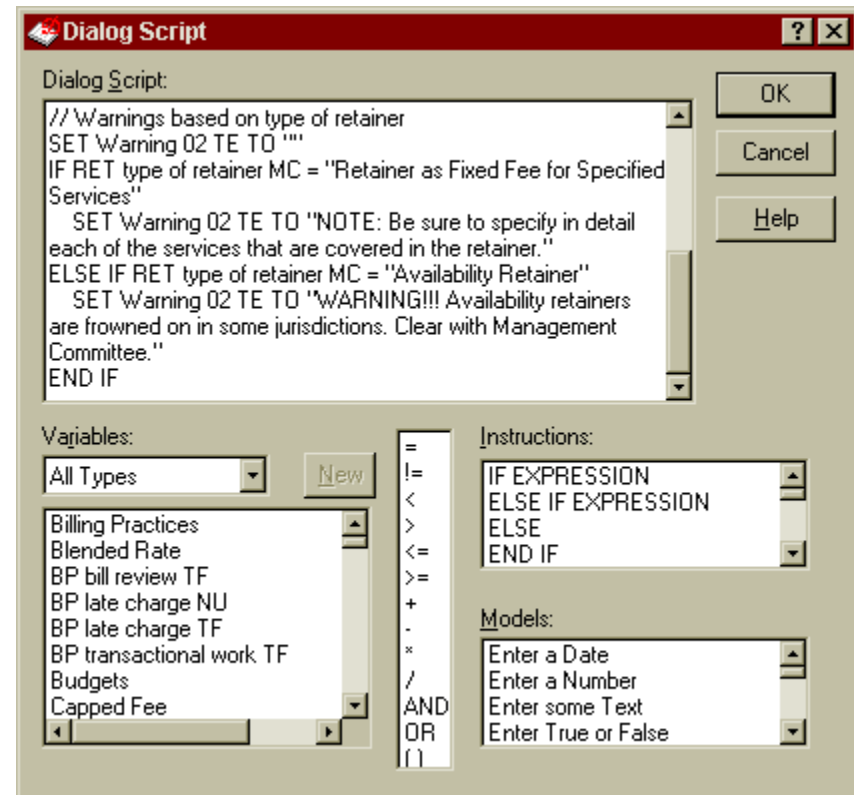 Dialog Script
Dialog Script:
// Warnings based on type of retainer
SET Warning 02 TE TO ""
IF RET type of retainer MC = "Retainer as Fixed Fee for Specified
Services"
SET Warning 02 TE TO "NOTE: Be sure to specify in detail
each of the services that are covered in the retainer."
ELSE IF RET type of retainer MC = "Availability Retainer"
SET Warning 02 TE TO "WARNING!!! Availability retainers
are frowned on in some jurisdictions. Clear with Management
Committee."
END IF
OK
Cancel
Help
Variables:
All Types
New
Billing Practices
Blended Rate
BP bill review TF
BP late charge NU
BP late charge TF
BP transactional work TF
Budgets
Capped Fee
=
!=
<
>
<=
>=
+
-
*
/
AND
OR
( )
Instructions:
IF EXPRESSION
ELSE IF EXPRESSION
ELSE
END IF
Models:
Enter a Date
Enter a Number
Enter some Text
Enter True or False